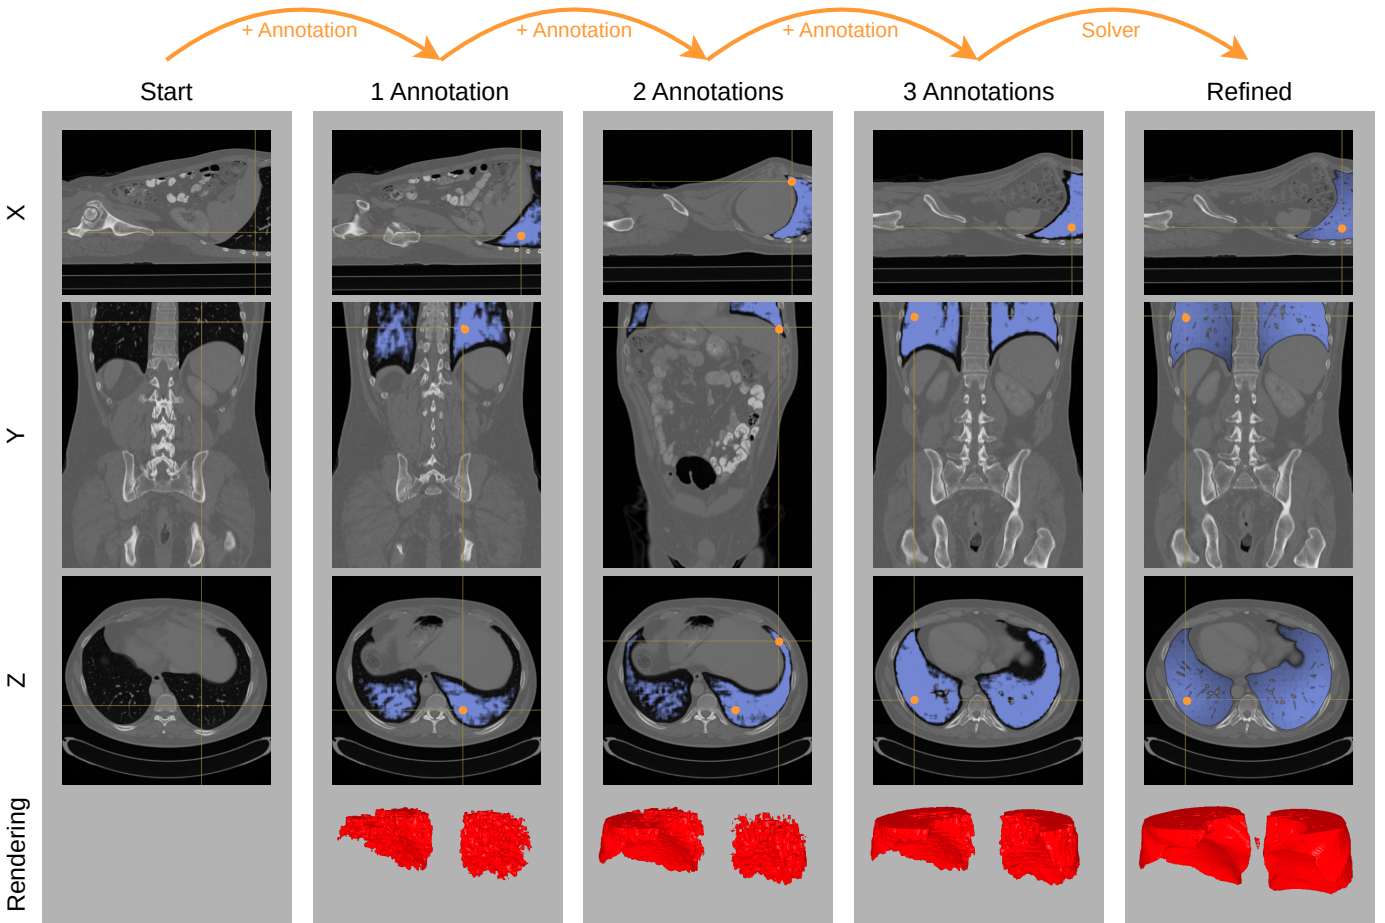 + Annotation
+ Annotation
+ Annotation
Solver
Start
1 Annotation
2 Annotations
3 Annotations
Refined
X
Y
Z
Rendering